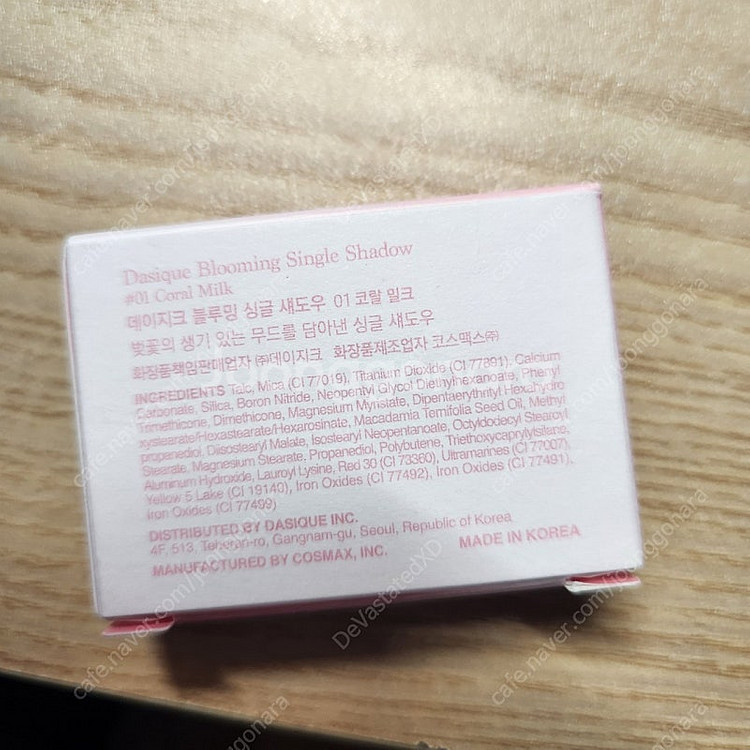 Dasique Blooming Single Shadow
#01 Coral Milk
데이지크 블루밍 싱글 섀도우 01 코랄 밀크
벚꽃의 생기 있는 무드를 담아낸 싱글 섀도우
화장품책임판매업자 ㈜데이지크 화장품제조업자 코스맥스㈜
INGREDIENTS Talc, Mica (CI 77019), Titanium Dioxide (CI 77891), Calcium
Carbonate, Silica, Boron Nitride, Neopentyl Glycol Diethylhexanoate, Phenyl
Trimethicone, Dimethicone, Magnesium Myristate, Dipentaerythrityl Hexahydro
xystearate/Hexastearate/Hexarosinate, Macadamia Ternifolia Seed Oil, Methyl
propanediol, Diisostearyl Malate, Isostearyl Neopentanoate, Octyldodecyl Stearoyl
Stearate, Magnesium Stearate, Propanediol, Polybutene, Triethoxycaprylylsilane,
Aluminum Hydroxide, Lauroyl Lysine, Red 30 (CI 73360), Ultramarines (CI 77007),
Yellow 5 Lake (CI 19140), Iron Oxides (CI 77492), Iron Oxides (CI 77491),
Iron Oxides (CI 77499)
DISTRIBUTED BY DASIQUE INC.
4F, 513, Teheran-ro, Gangnam-gu, Seoul, Republic of Korea
MANUFACTURED BY COSMAX, INC. MADE IN KOREA
DeVastatedXD
cafe.naver.com/joonggonara